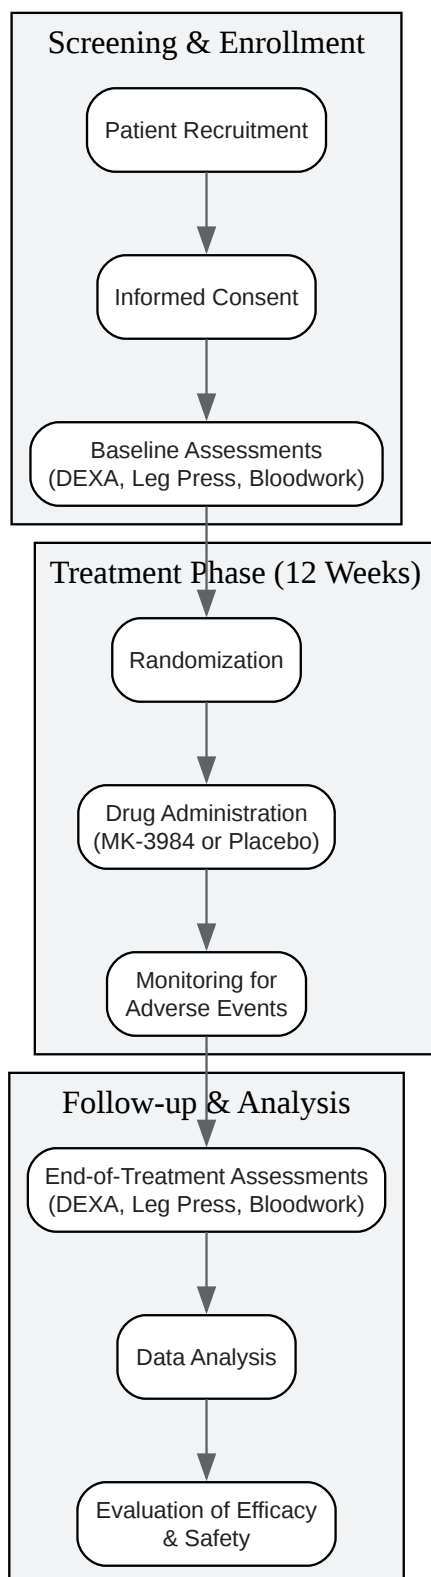 Screening & Enrollment
Patient Recruitment
Informed Consent
Baseline Assessments
(DEXA, Leg Press, Bloodwork)
Treatment Phase (12 Weeks)
Randomization
Drug Administration
(MK-3984 or Placebo)
Monitoring for
Adverse Events
Follow-up & Analysis
End-of-Treatment Assessments
(DEXA, Leg Press, Bloodwork)
Data Analysis
Evaluation of Efficacy
& Safety